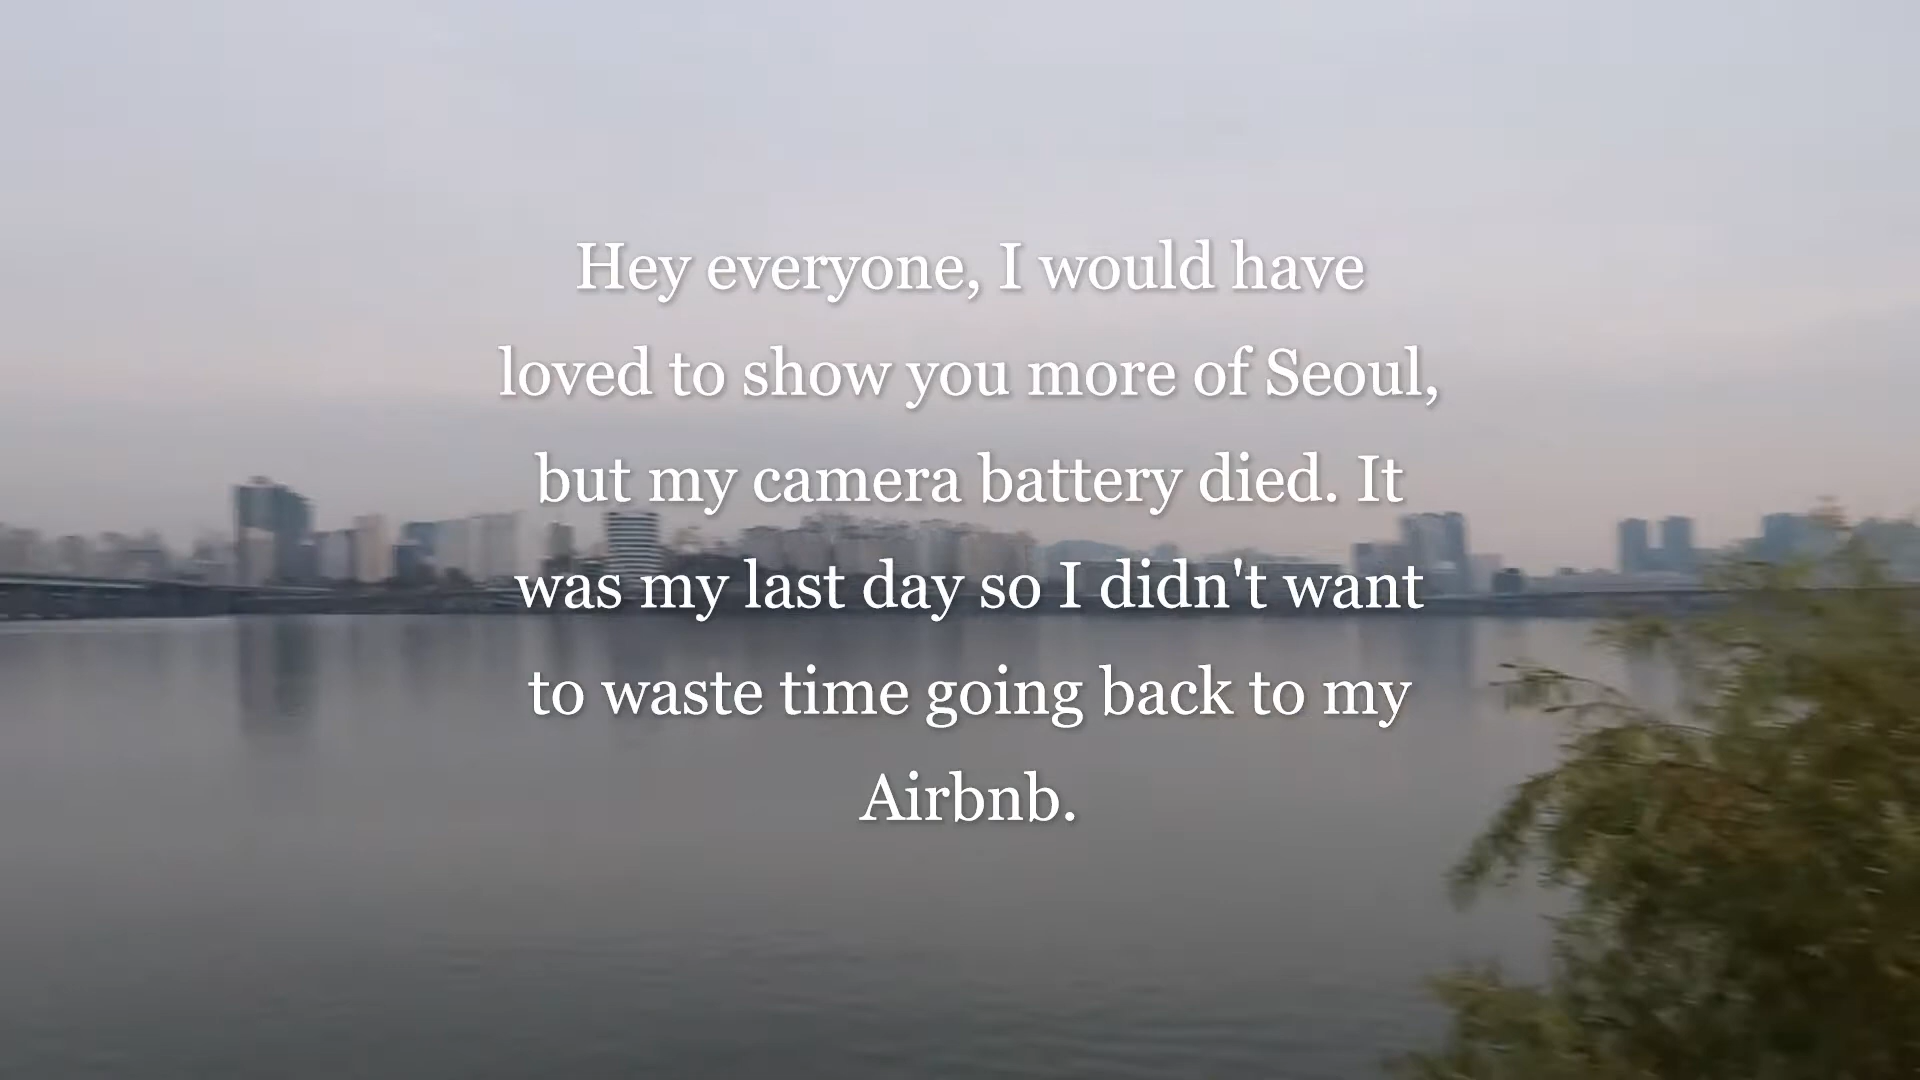 Hey everyone, I would have
loved to show you more of Seoul,
but my camera battery died. It
was my last day so I didn't want
to waste time going back to my
Airbnb.